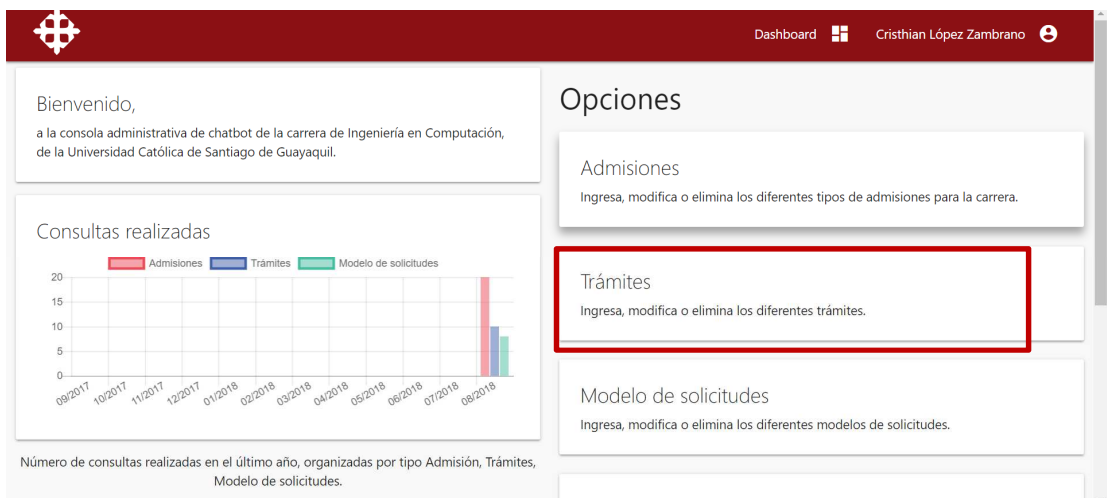 Dashboard
Cristhian López Zambrano
Bienvenido,
a la consola administrativa de chatbot de la carrera de Ingeniería en Computación,
de la Universidad Católica de Santiago de Guayaquil.
Consultas realizadas
Admisiones Trámites Modelo de solicitudes
20
15
10
5
0
09/2017 10/2017 11/2017 12/2017 01/2018 02/2018 03/2018 04/2018 05/2018 06/2018 07/2018 08/2018
Número de consultas realizadas en el último año, organizadas por tipo Admisión, Trámites,
Modelo de solicitudes.
Opciones
Admisiones
Ingresa, modifica o elimina los diferentes tipos de admisiones para la carrera.
Trámites
Ingresa, modifica o elimina los diferentes trámites.
Modelo de solicitudes
Ingresa, modifica o elimina los diferentes modelos de solicitudes.